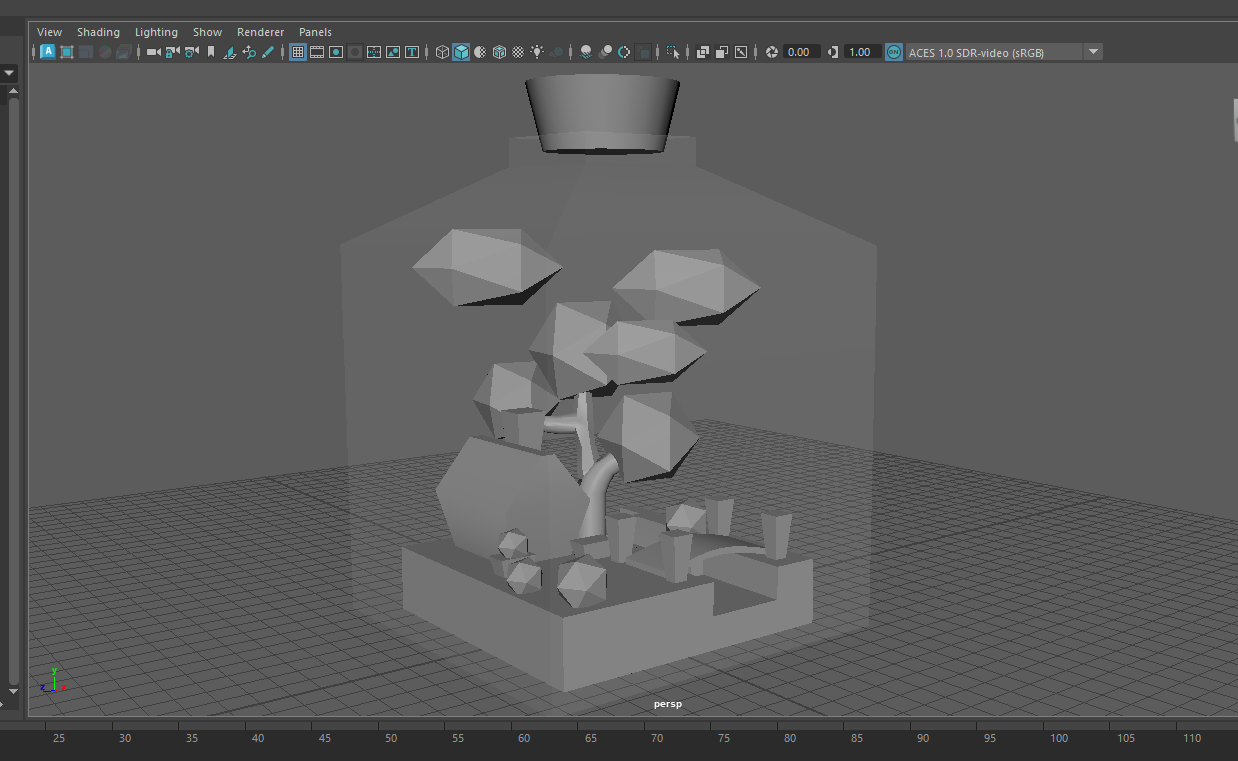 View Shading Lighting Show Renderer Panels
A T 0.00 1.00 ON ACES 1.0 SDR-video (sRGB)
y
z x
persp
25 30 35 40 45 50 55 60 65 70 75 80 85 90 95 100 105 110